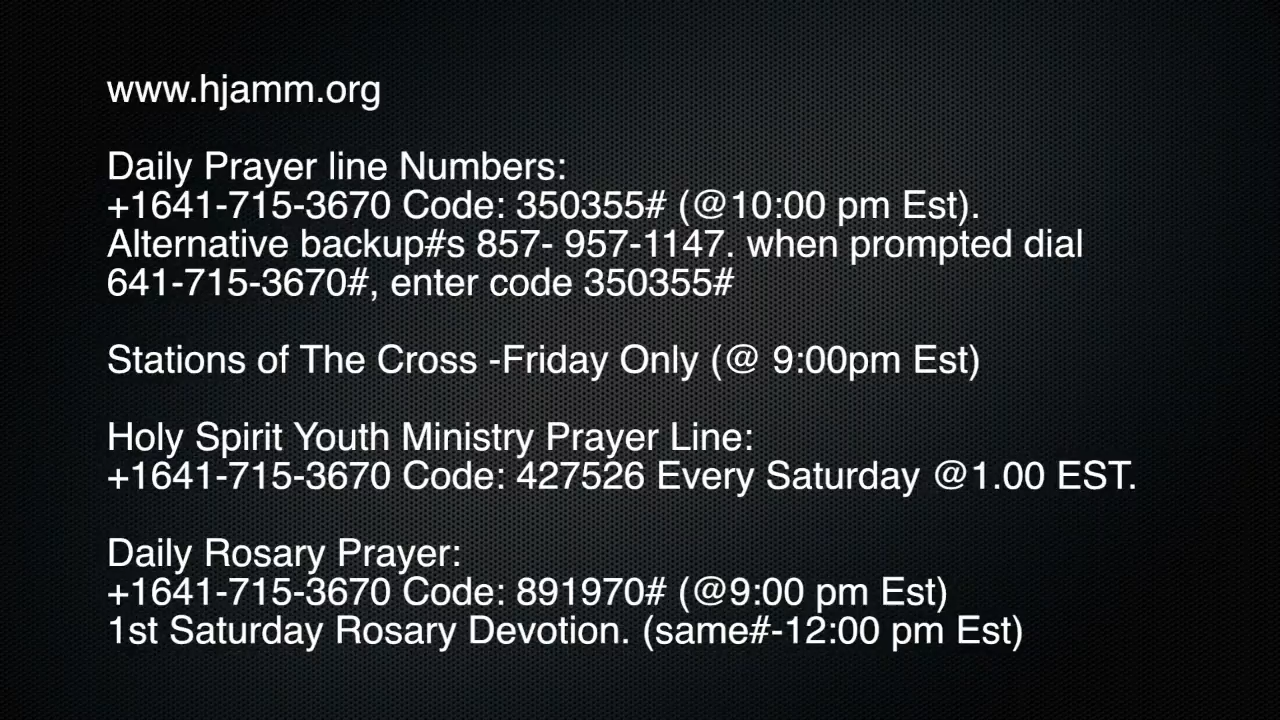 www.hjamm.org
Daily Prayer line Numbers:
+1641-715-3670 Code: 350355# (@10:00 pm Est).
Alternative backup#s 857- 957-1147. when prompted dial
641-715-3670#, enter code 350355#
Stations of The Cross -Friday Only (@ 9:00pm Est)
Holy Spirit Youth Ministry Prayer Line:
+1641-715-3670 Code: 427526 Every Saturday @1.00 EST.
Daily Rosary Prayer:
+1641-715-3670 Code: 891970# (@9:00 pm Est)
1st Saturday Rosary Devotion. (same#-12:00 pm Est)